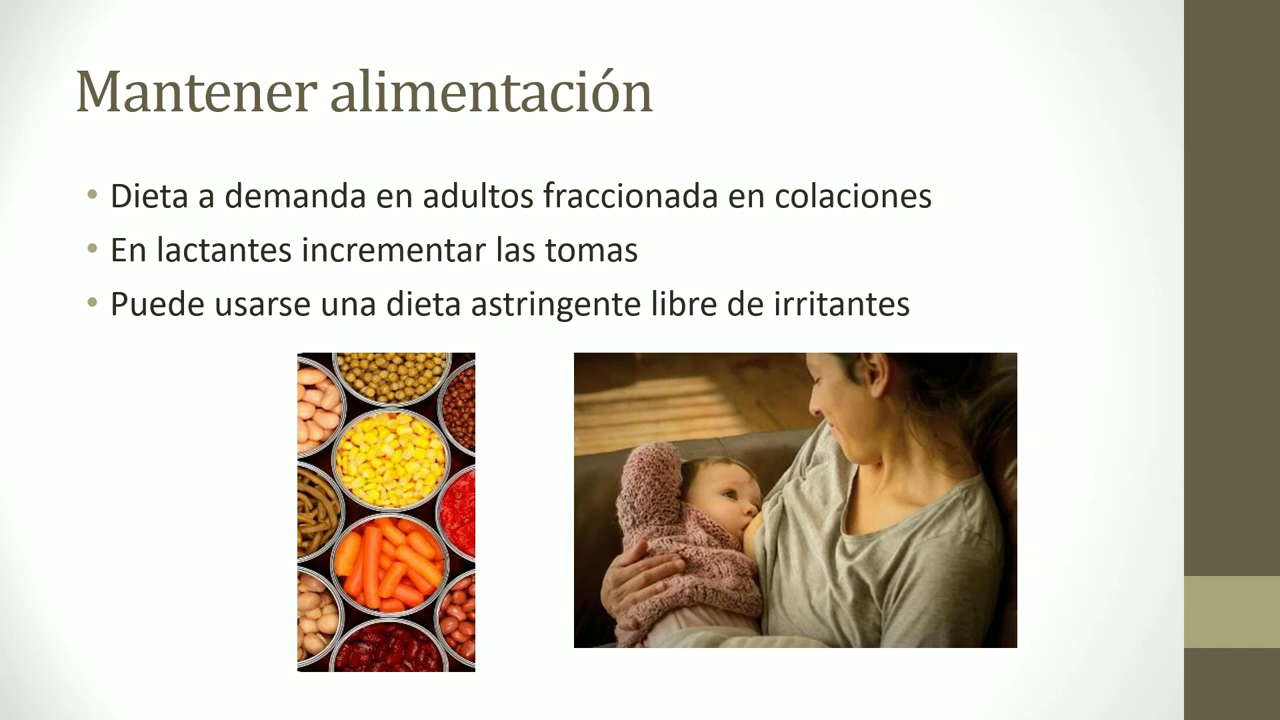 Mantener alimentación
• Dieta a demanda en adultos fraccionada en colaciones
• En lactantes incrementar las tomas
• Puede usarse una dieta astringente libre de irritantes